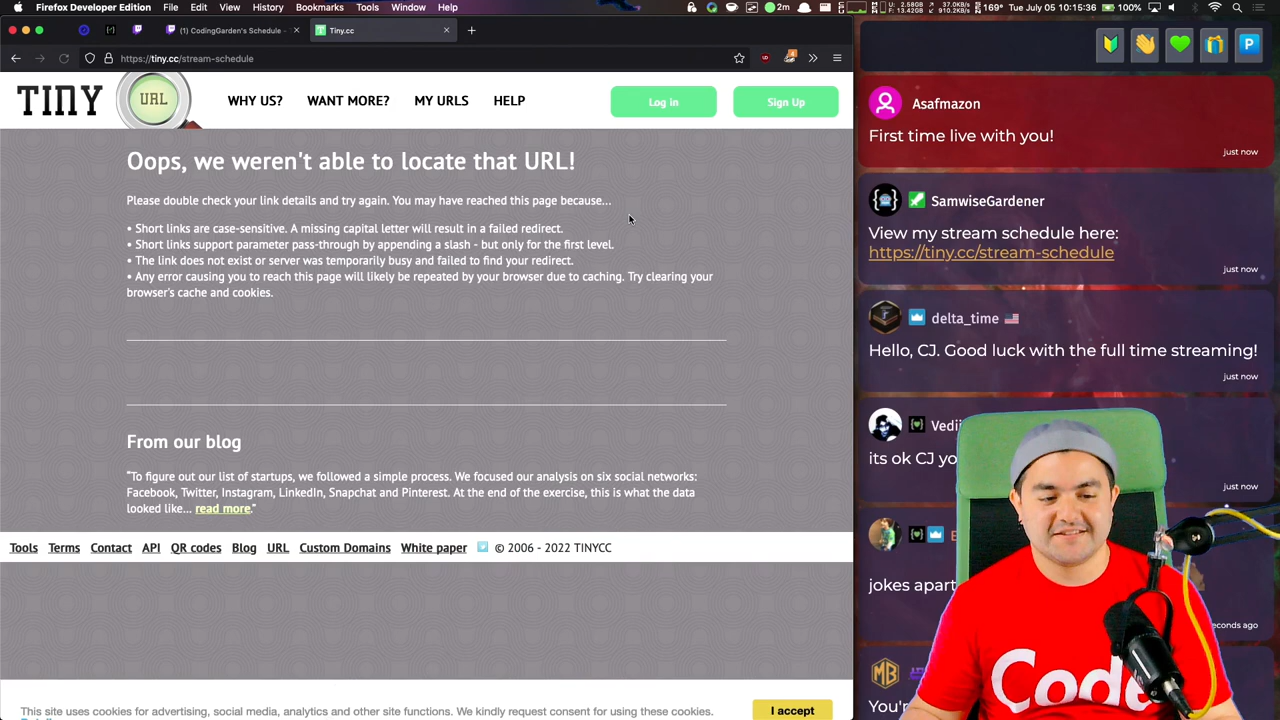 Firefox Developer Edition File Edit View History Bookmarks Tools Window Help
2m U: 2.58GB F: 13.42GB 37.0KB/s 910.2KB/s 169° Tue July 05 10:15:36 100%
(1) CodingGarden's Schedule - Tiny.cc
https://tiny.cc/stream-schedule
TINY URL WHY US? WANT MORE? MY URLS HELP Log in Sign Up
Oops, we weren't able to locate that URL!
Please double check your link details and try again. You may have reached this page because...
• Short links are case-sensitive. A missing capital letter will result in a failed redirect.
• Short links support parameter pass-through by appending a slash - but only for the first level.
• The link does not exist or server was temporarily busy and failed to find your redirect.
• Any error causing you to reach this page will likely be repeated by your browser due to caching. Try clearing your
browser's cache and cookies.
From our blog
"To figure out our list of startups, we followed a simple process. We focused our analysis on six social networks:
Facebook, Twitter, Instagram, LinkedIn, Snapchat and Pinterest. At the end of the exercise, this is what the data
looked like... read more."
Tools Terms Contact API QR codes Blog URL Custom Domains White paper © 2006 - 2022 TINYCC
This site uses cookies for advertising, social media, analytics and other site functions. We kindly request consent for using these cookies.
I accept
Asafmazon
First time live with you!
just now
SamwiseGardener
View my stream schedule here:
https://tiny.cc/stream-schedule
just now
delta_time
Hello, CJ. Good luck with the full time streaming!
just now
Vedi
its ok CJ yo
just now
jokes apart
seconds ago
MB
You'r
Code